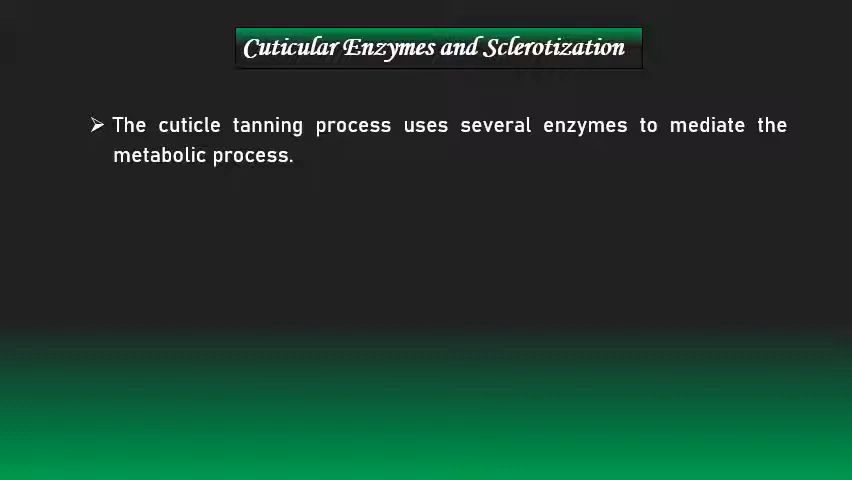 Cuticular Enzymes and Sclerotization
➢ The cuticle tanning process uses several enzymes to mediate the
metabolic process.